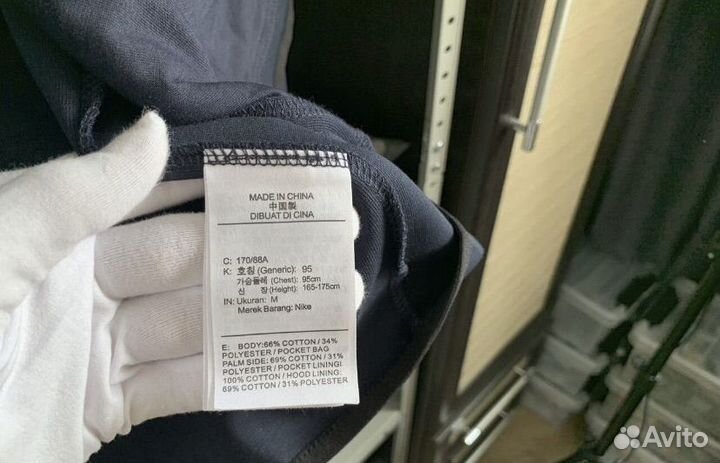 MADE IN CHINA
中国製
DIBUAT DI CINA
C: 170/88A
K: 호칭 (Generic): 95
가슴둘레 (Chest): 95cm
신 장 (Height): 165-175cm
IN: Ukuran: M
Merek Barang: Nike
E: BODY:66% COTTON / 34%
POLYESTER / POCKET BAG
PALM SIDE: 69% COTTON / 31%
POLYESTER / POCKET LINING:
100% COTTON / HOOD LINING:
69% COTTON / 31% POLYESTER
Avito